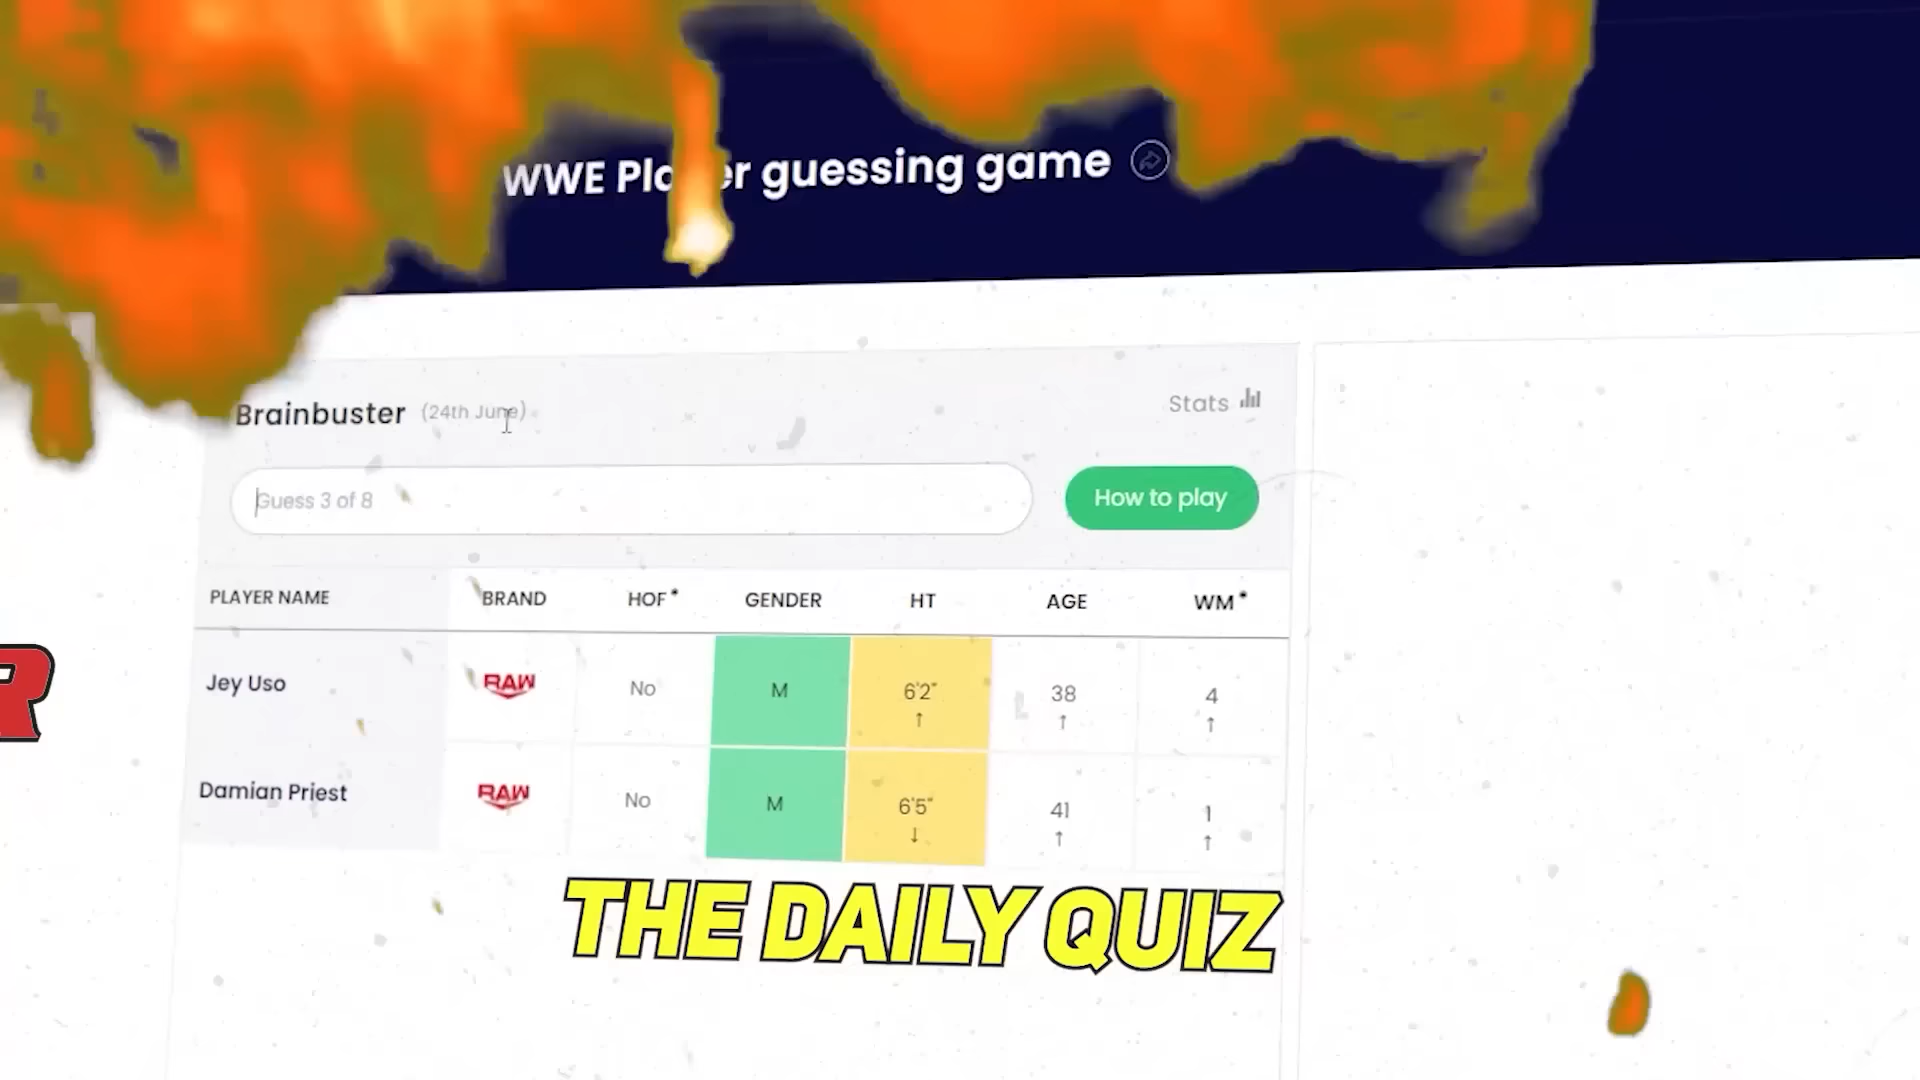 WWE Pla er guessing game
Brainbuster (24th June)
Stats
Guess 3 of 8
How to play
PLAYER NAME BRAND HOF* GENDER HT AGE WM*
Jey Uso RAW No M 6'2" ↑ 38 ↑ 4 ↑
Damian Priest RAW No M 6'5" ↓ 41 ↑ 1 ↑
R
THE DAILY QUIZ